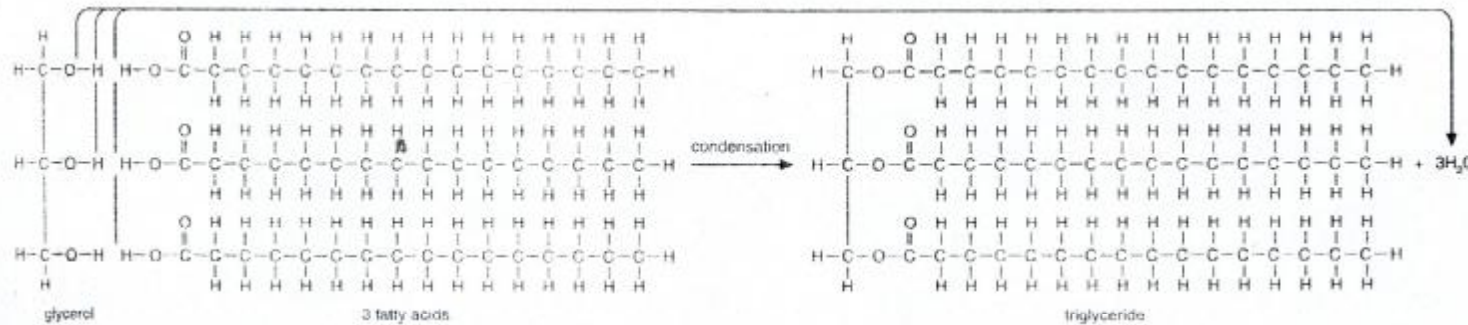 H O H H H H H H H H H H H H H H H H O H H H H H H H H H H H H H H H
H-C-O-H H-O-C-C-C-C-C-C-C-C-C-C-C-C-C-C-C-C-H H-C-O-C-C-C-C-C-C-C-C-C-C-C-C-C-C-C-C-H
H H H H H H H H H H H H H H H H H H H H H H H H H H H H H H
O H H H H H H H H H H H H H H H O H H H H H H H H H H H H H H H
H-C-O-H H-O-C-C-C-C-C-C-C-C-C-C-C-C-C-C-C-C-H condensation H-C-O-C-C-C-C-C-C-C-C-C-C-C-C-C-C-C-C-H + 3H₂O
H H H H H H H H H H H H H H H H H H H H H H H H H H H H H H
O H H H H H H H H H H H H H H H O H H H H H H H H H H H H H H H
H-C-O-H H-O-C-C-C-C-C-C-C-C-C-C-C-C-C-C-C-C-H H-C-O-C-C-C-C-C-C-C-C-C-C-C-C-C-C-C-C-H
H H H H H H H H H H H H H H H H H H H H H H H H H H H H H H H H
glycerol 3 fatty acids triglyceride